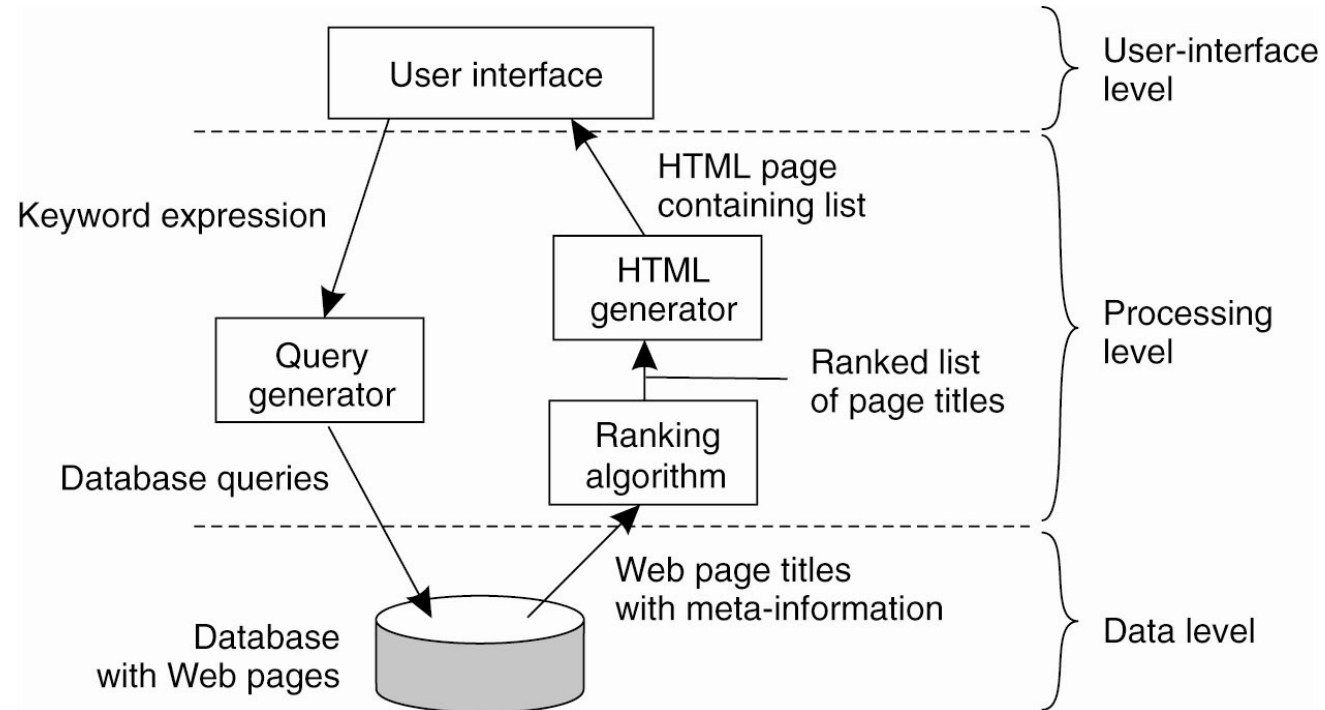 User interface
User-interface
level
Keyword expression
HTML page
containing list
HTML
generator
Query
generator
Ranked list
of page titles
Processing
level
Ranking
algorithm
Database queries
Web page titles
with meta-information
Database
with Web pages
Data level